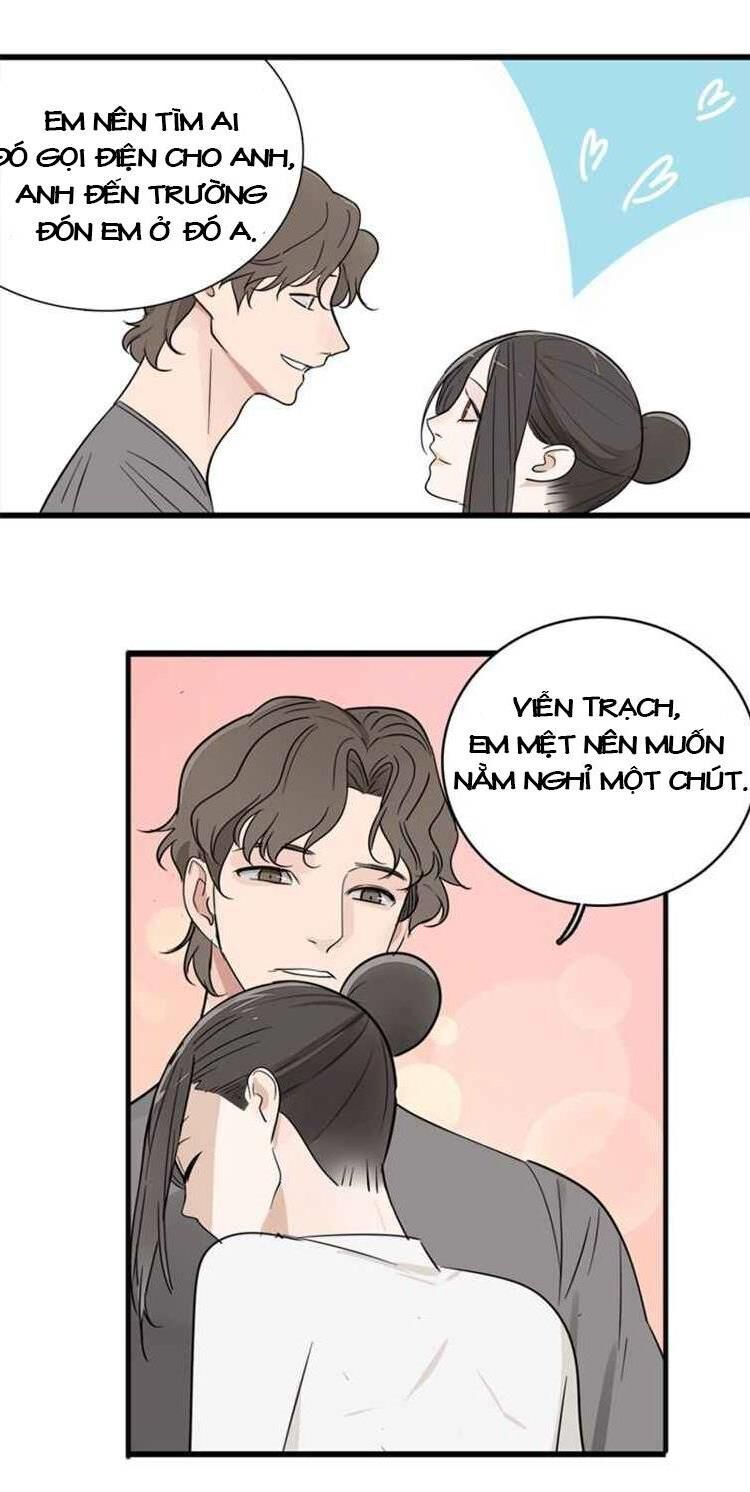 EM NÊN TÌM AI
ĐÓ GỌI ĐIỆN CHO ANH,
ANH ĐẾN TRƯỜNG
ĐÓN EM Ở ĐÓ A.
VIỄN TRẠCH,
EM MỆT NÊN MUỐN
NẰM NGHỈ MỘT CHÚT.